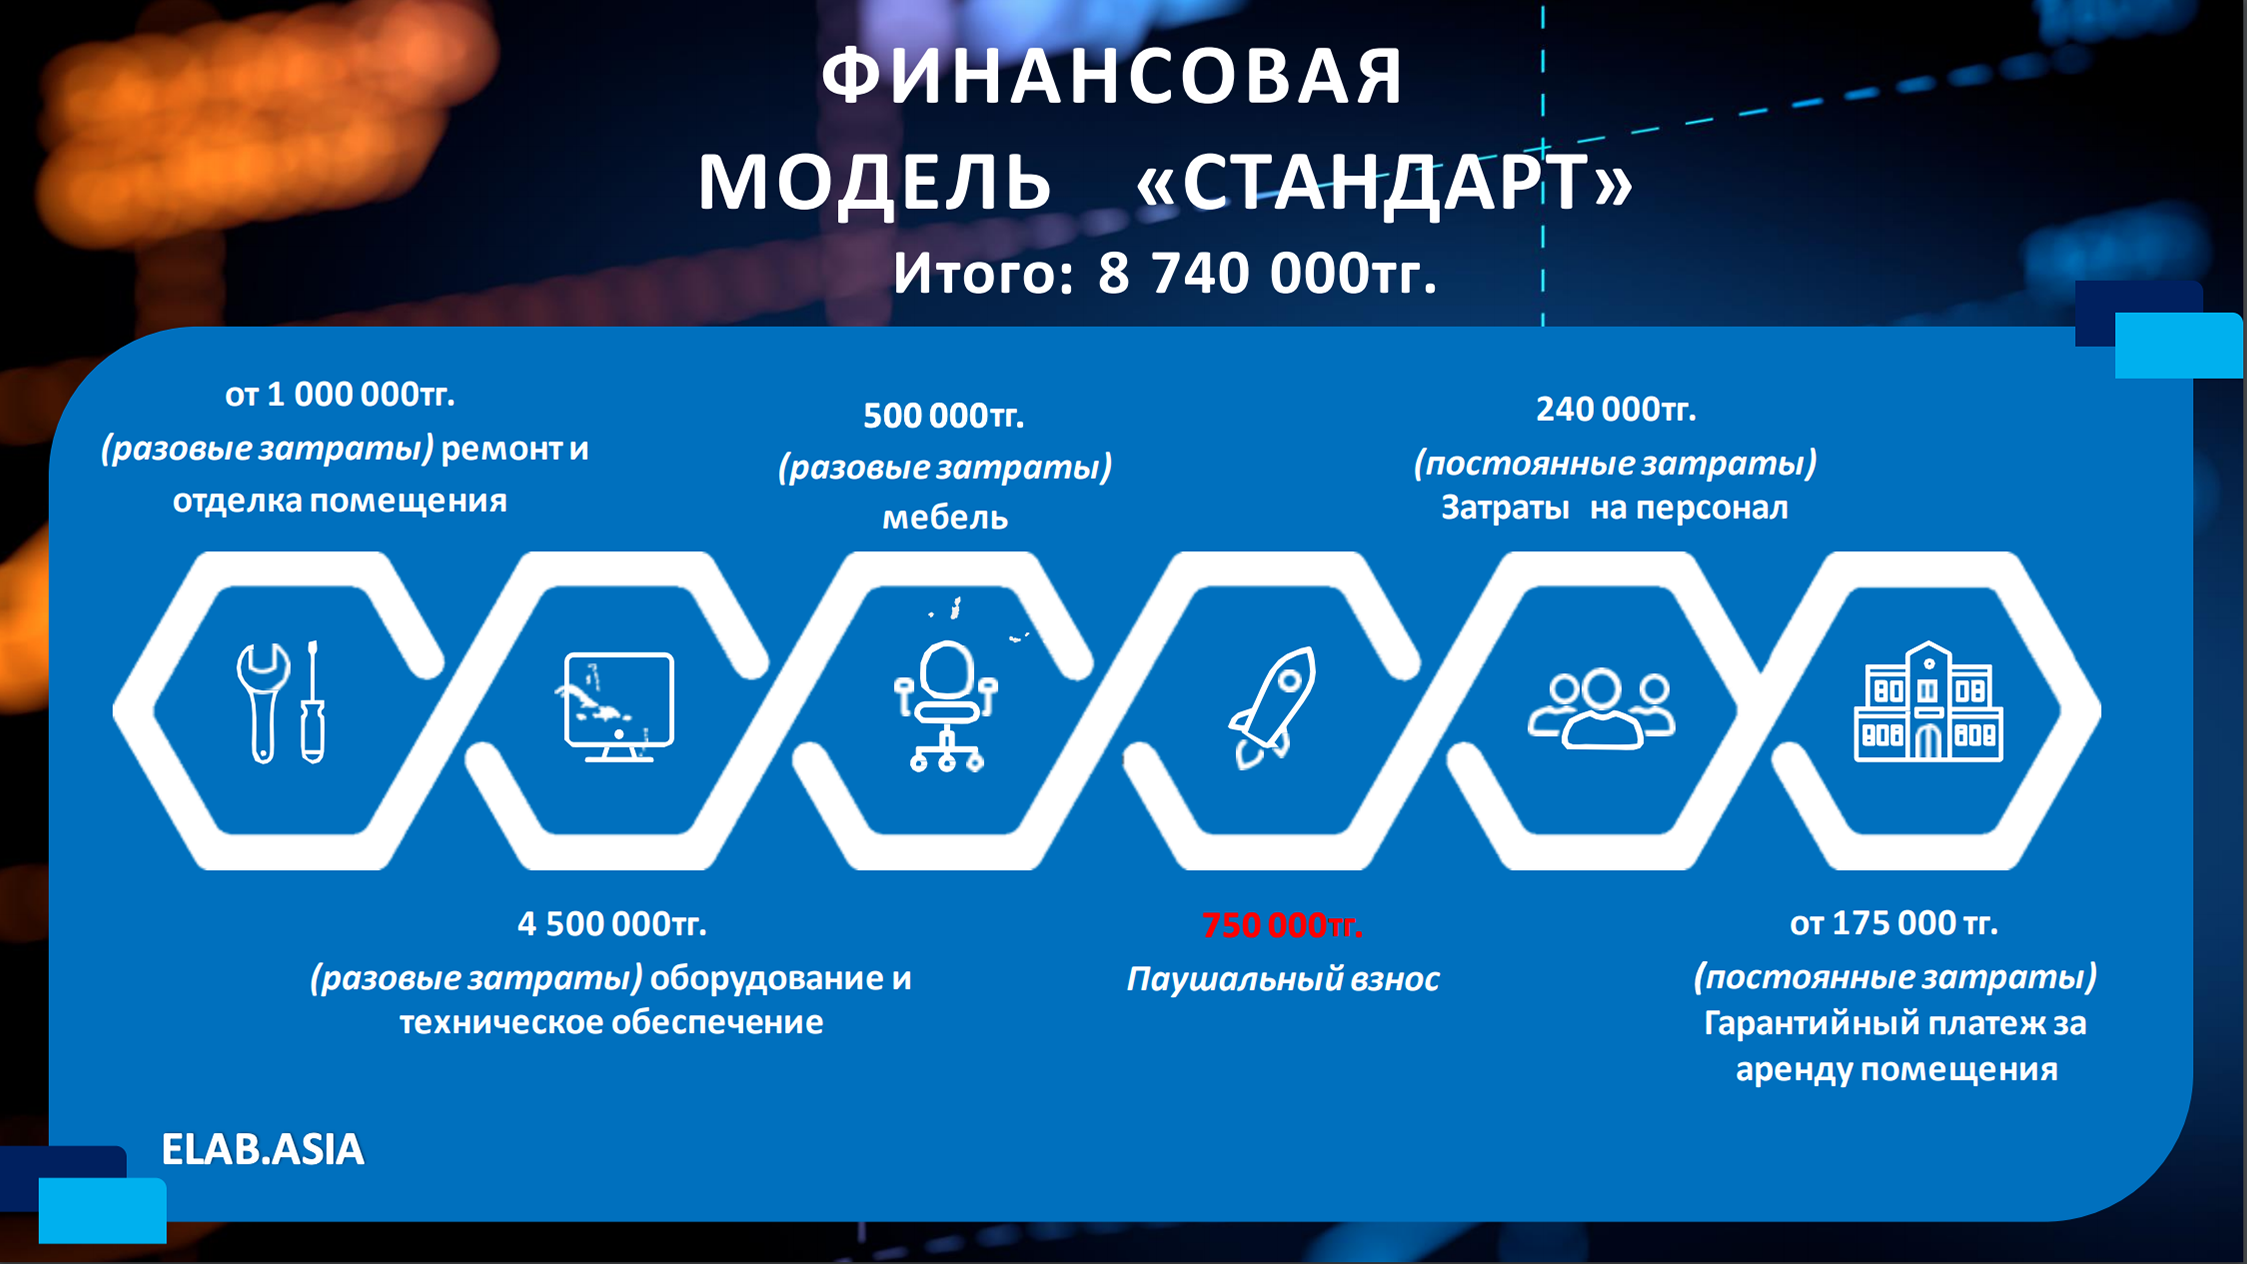 ФИНАНСОВАЯ
МОДЕЛЬ «СТАНДАРТ»
Итого: 8 740 000тг.
от 1 000 000тг.
(разовые затраты) ремонт и
отделка помещения
500 000тг.
(разовые затраты)
мебель
240 000тг.
(постоянные затраты)
Затраты на персонал
4 500 000тг.
(разовые затраты) оборудование и
техническое обеспечение
750 000тг.
Паушальный взнос
от 175 000 тг.
(постоянные затраты)
Гарантийный платеж за
аренду помещения
ELAB.ASIA